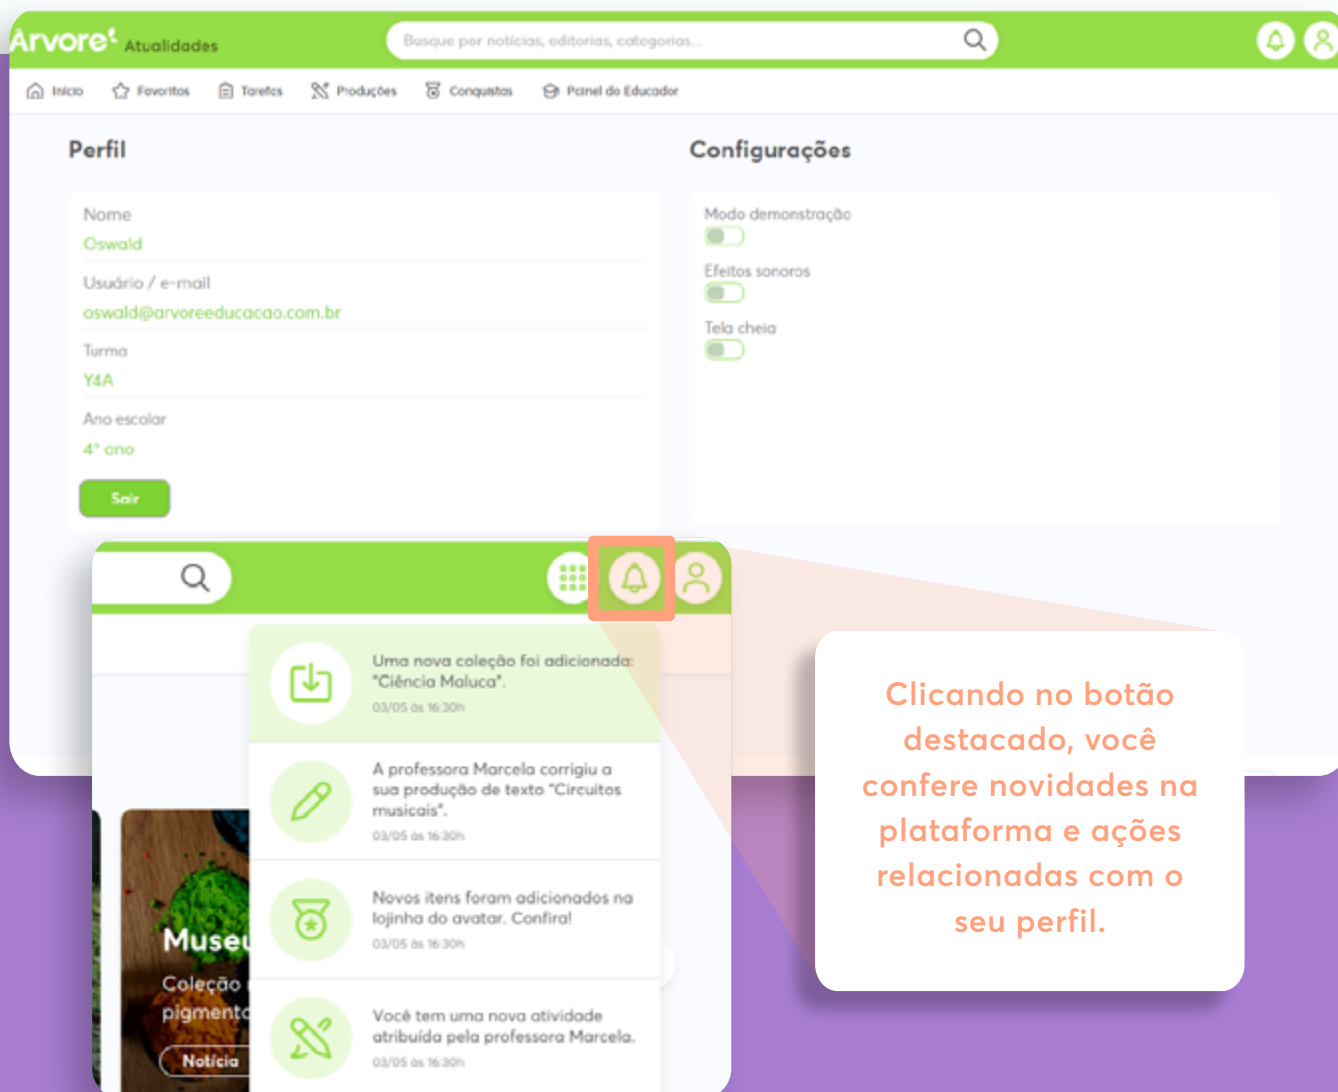 Árvore Atualidades
Busque por notícias, editorias, categorias...
Início Favoritos Tarefas Produções Conquistas Painel do Educador
Perfil
Nome
Oswald
Usuário / e-mail
oswald@arvoreeducacao.com.br
Turma
Y4A
Ano escolar
4° ano
Sair
Configurações
Modo demonstração
Efeitos sonoros
Tela cheia
Uma nova coleção foi adicionada:
"Ciência Maluca".
03/05 às 16:30h
A professora Marcela corrigiu a
sua produção de texto "Circuitos
musicais".
03/05 às 16:30h
Novos itens foram adicionados na
lojinha do avatar. Confira!
03/05 às 16:30h
Você tem uma nova atividade
atribuída pela professora Marcela.
03/05 às 16:30h
Museu
Coleção
pigmento
Notícia
Clicando no botão
destacado, você
confere novidades na
plataforma e ações
relacionadas com o
seu perfil.